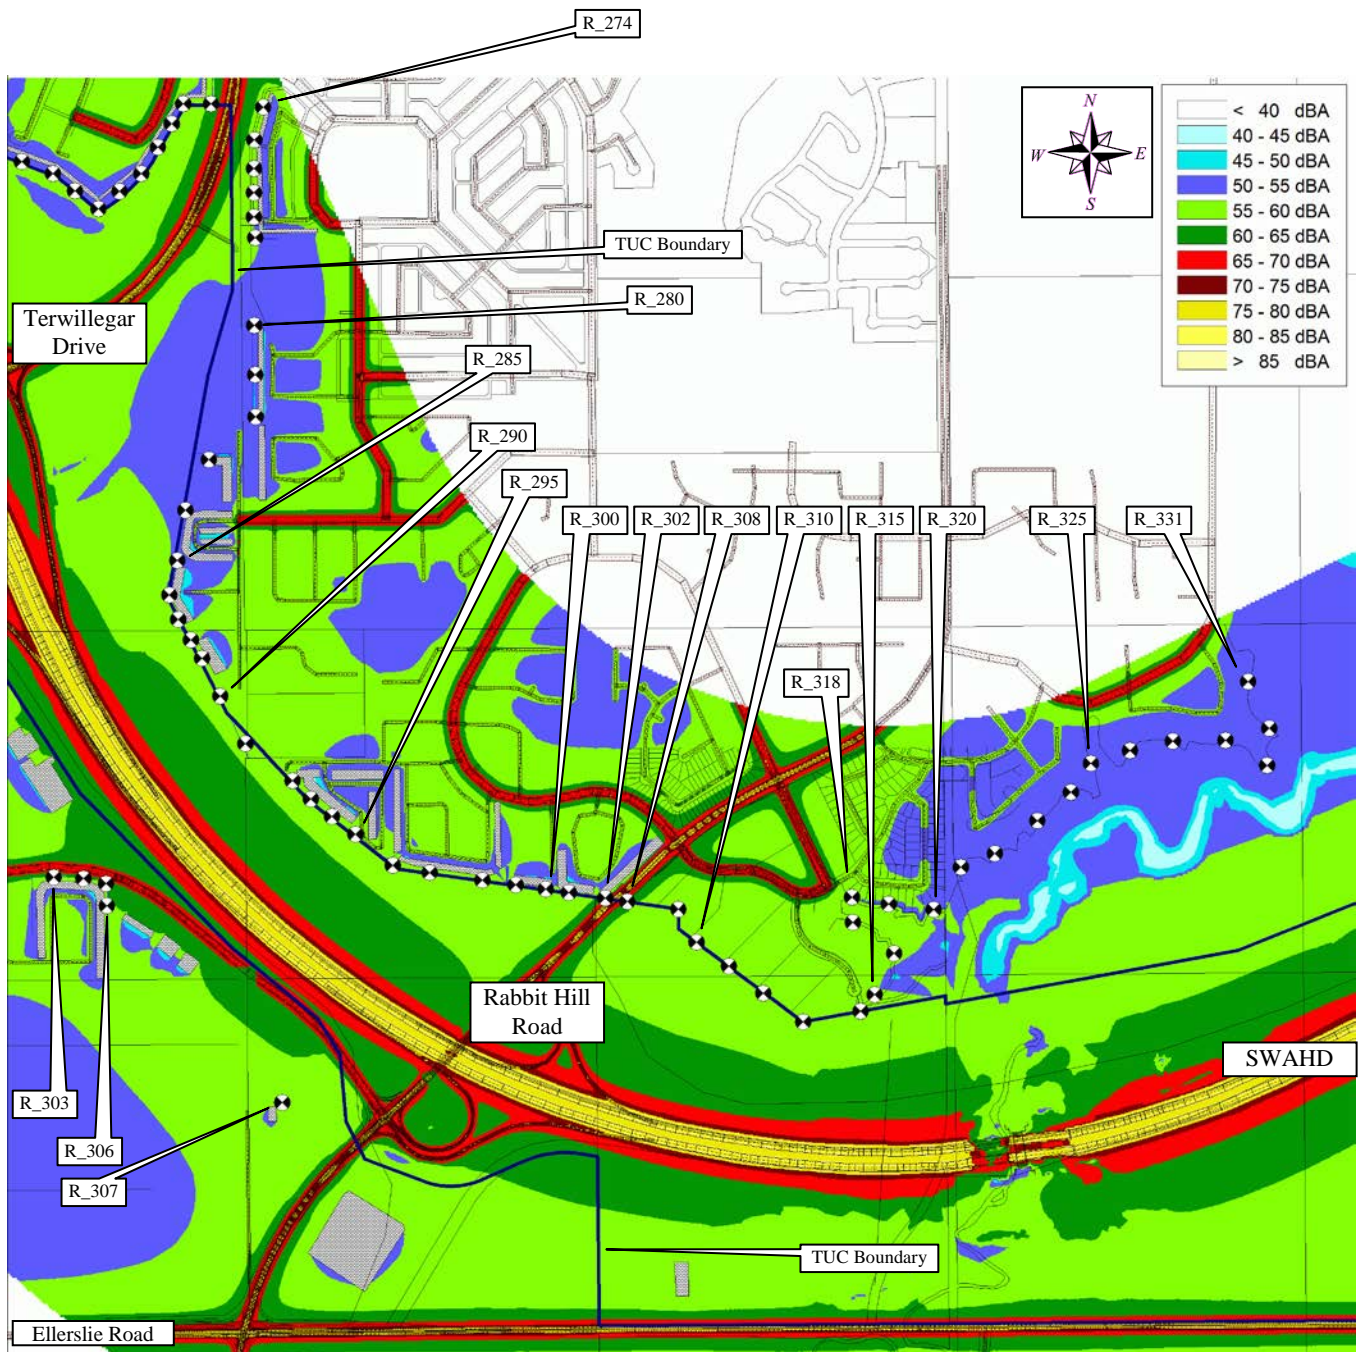 R_274
N
W E
S
< 40 dBA
40 - 45 dBA
45 - 50 dBA
50 - 55 dBA
55 - 60 dBA
60 - 65 dBA
65 - 70 dBA
70 - 75 dBA
75 - 80 dBA
80 - 85 dBA
> 85 dBA
TUC Boundary
R_280
Terwillegar
Drive
R_285
R_290
R_295
R_300
R_302
R_308
R_310
R_315
R_320
R_325
R_331
R_318
Rabbit Hill
Road
SWAHD
R_303
R_306
R_307
TUC Boundary
Ellerslie Road